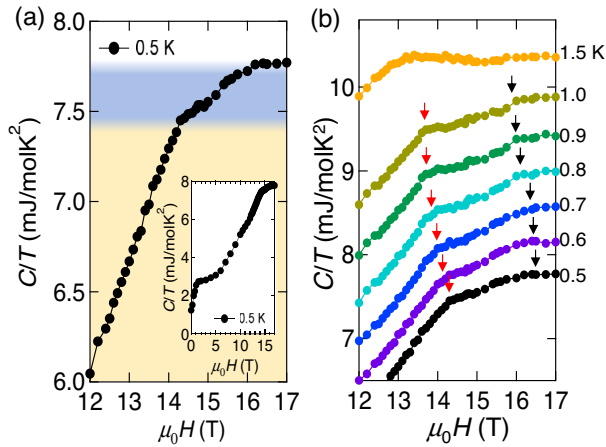 (a)
0.5 K
C/T (mJ/molK²)
8.0
7.5
7.0
6.5
6.0
12 13 14 15 16 17
μ₀H (T)
C/T (mJ/molK²)
8
6
4
2
0
0 5 10 15
μ₀H (T)
0.5 K
(b)
C/T (mJ/molK²)
10
9
8
7
1.5 K
1.0
0.9
0.8
0.7
0.6
0.5
12 13 14 15 16 17
μ₀H (T)